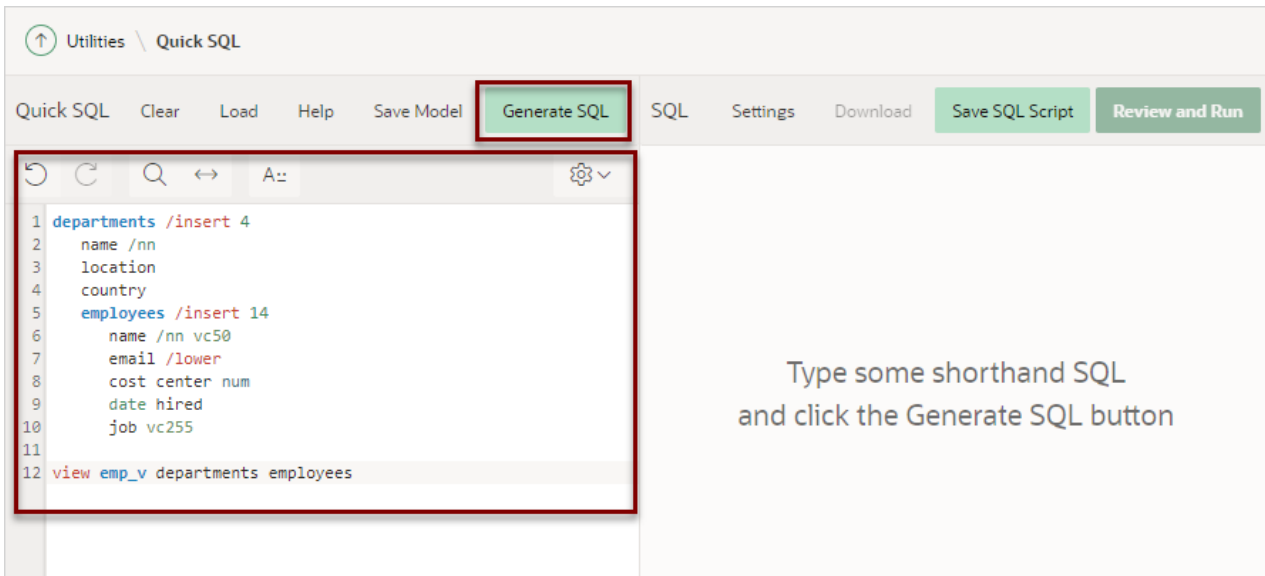 Utilities \ Quick SQL
Quick SQL Clear Load Help Save Model Generate SQL SQL Settings Download Save SQL Script Review and Run
A::
1 departments /insert 4
2    name /nn
3    location
4    country
5    employees /insert 14
6       name /nn vc50
7       email /lower
8       cost center num
9       date hired
10       job vc255
11
12 view emp_v departments employees
Type some shorthand SQL
and click the Generate SQL button